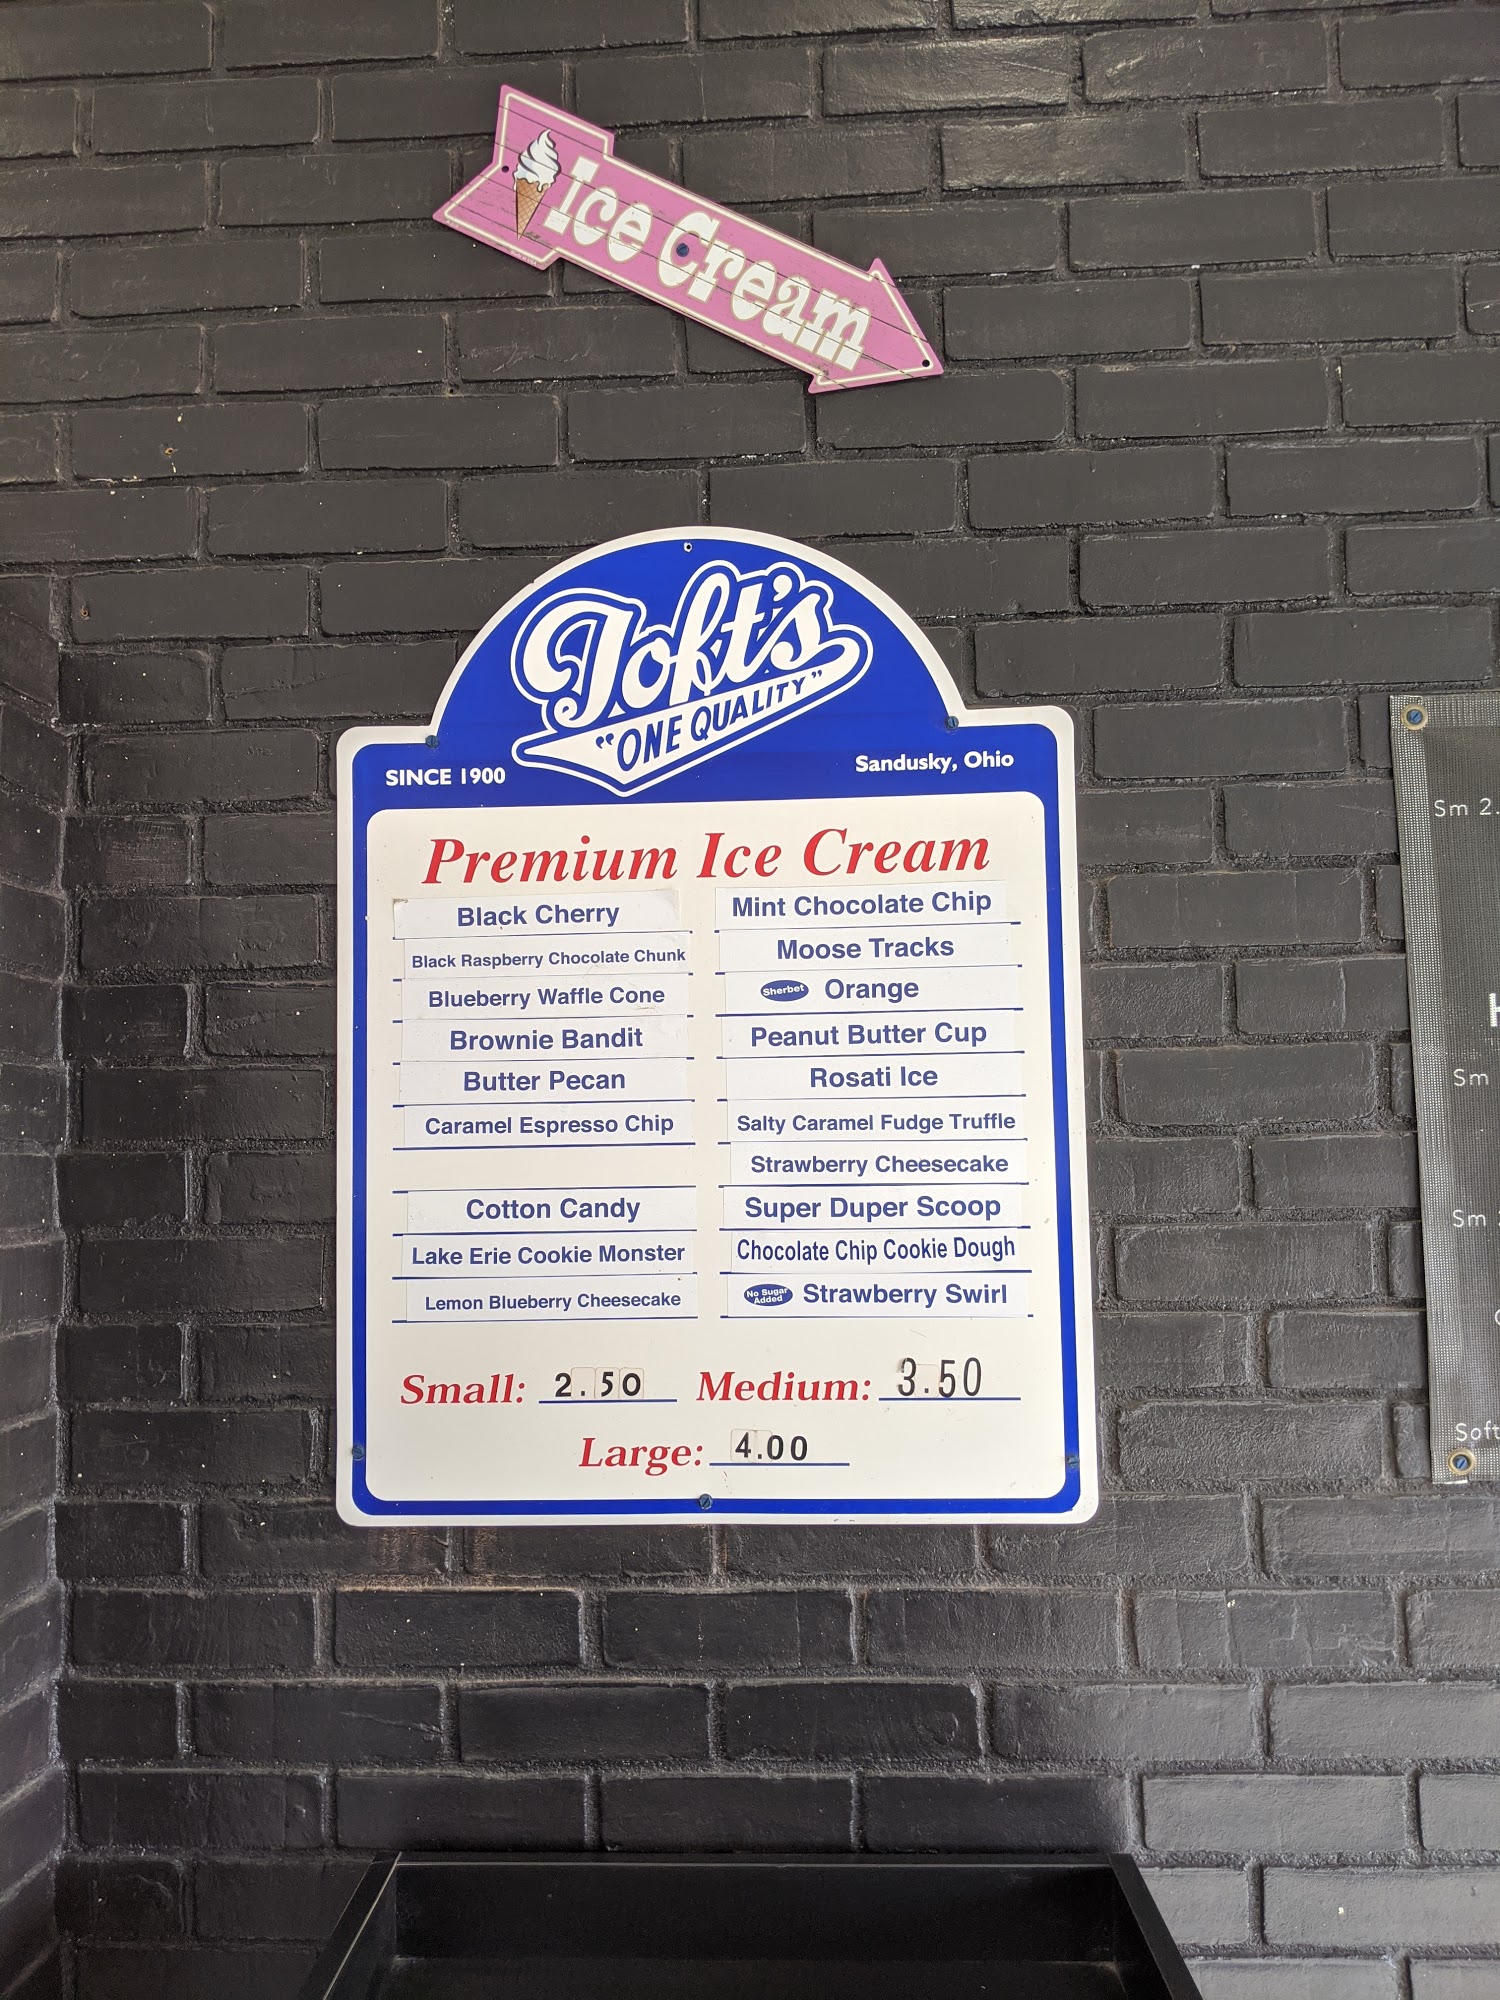 Ice Cream
Toft's
"ONE QUALITY"
SINCE 1900
Sandusky, Ohio
Premium Ice Cream
Black Cherry
Black Raspberry Chocolate Chunk
Blueberry Waffle Cone
Brownie Bandit
Butter Pecan
Caramel Espresso Chip
Cotton Candy
Lake Erie Cookie Monster
Lemon Blueberry Cheesecake
Mint Chocolate Chip
Moose Tracks
Sherbet Orange
Peanut Butter Cup
Rosati Ice
Salty Caramel Fudge Truffle
Strawberry Cheesecake
Super Duper Scoop
Chocolate Chip Cookie Dough
No Sugar Added Strawberry Swirl
Small: 2.50 Medium: 3.50
Large: 4.00
Sm 2.
Sm
Sm
Soft